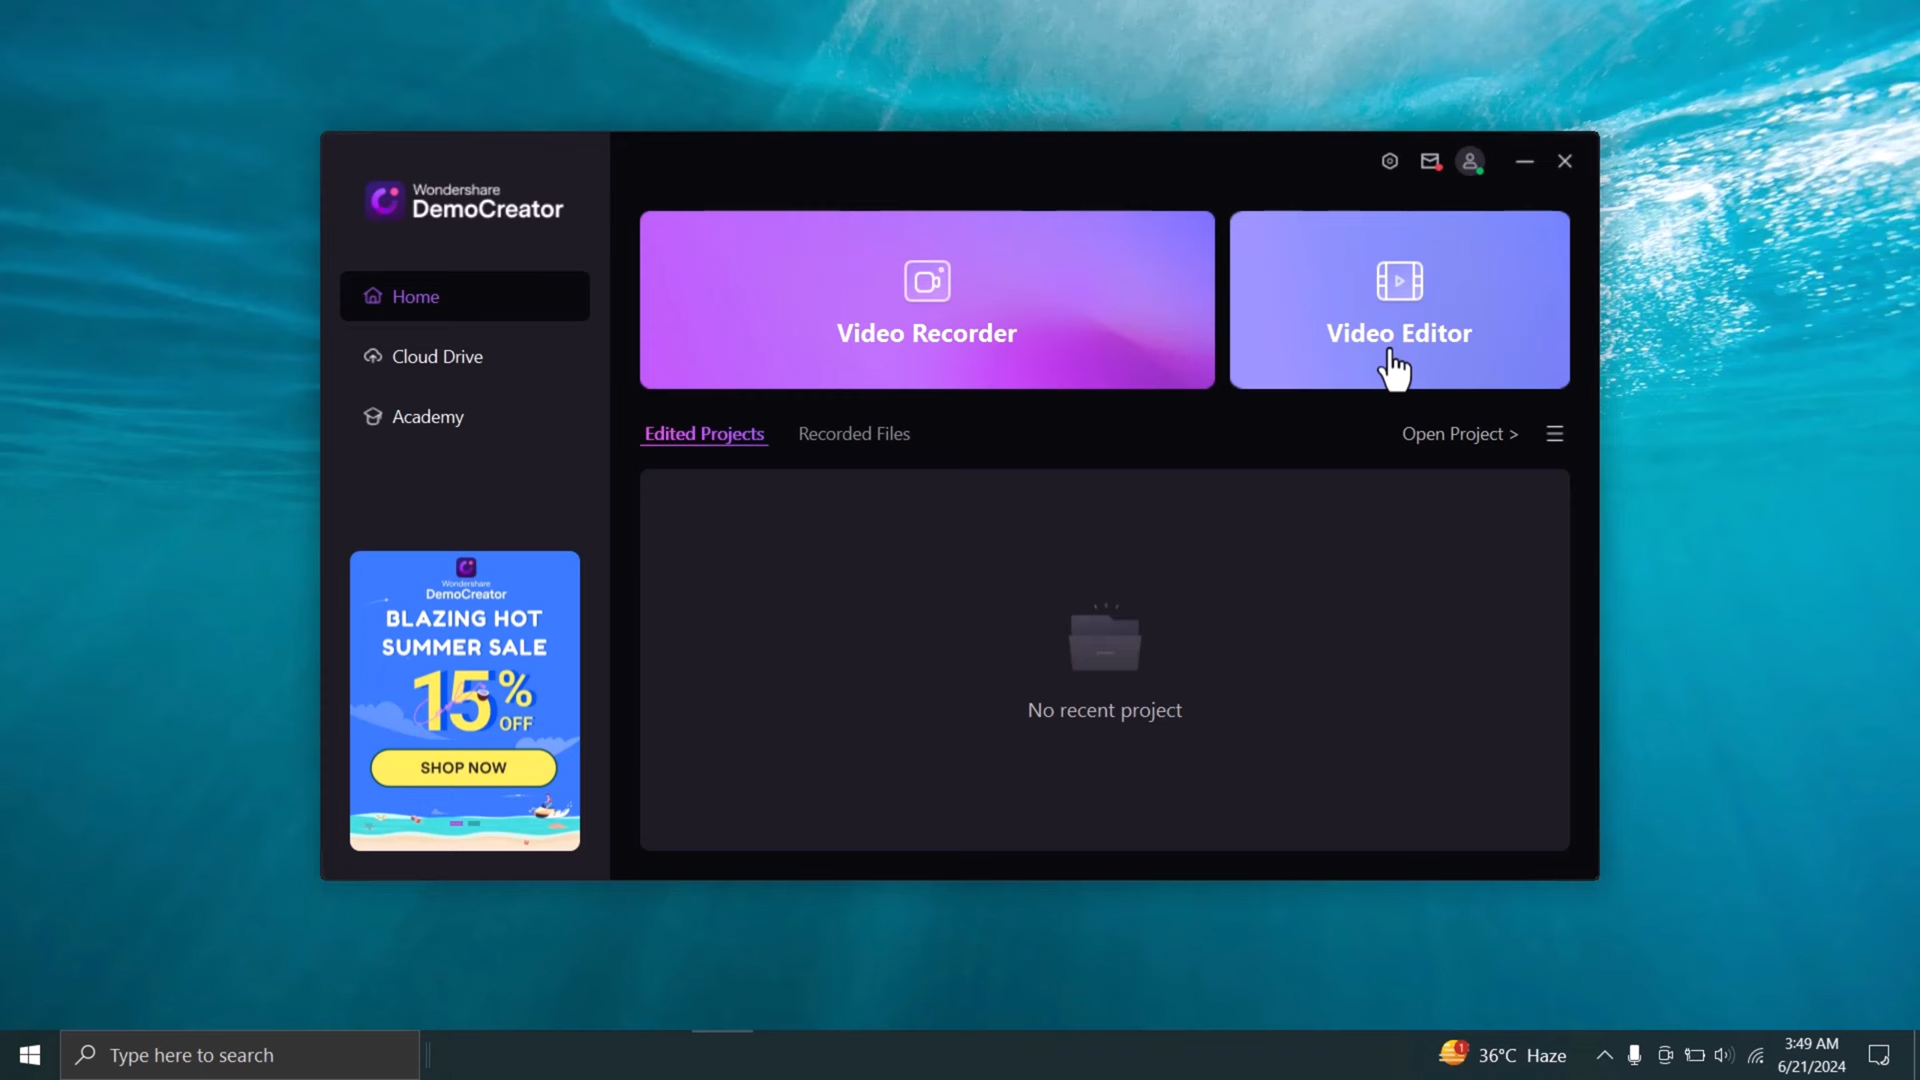 Wondershare
DemoCreator
Home
Cloud Drive
Academy
Wondershare
DemoCreator
BLAZING HOT
SUMMER SALE
15%
OFF
SHOP NOW
Video Recorder
Video Editor
Edited Projects
Recorded Files
Open Project >
No recent project
Type here to search
1
36°C Haze
3:49 AM
6/21/2024